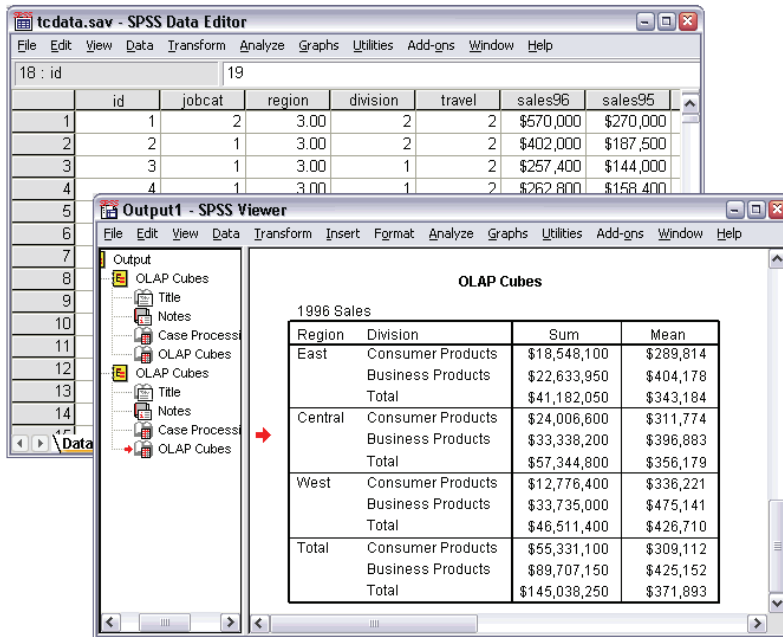 tcdata.sav - SPSS Data Editor
File Edit View Data Transform Analyze Graphs Utilities Add-ons Window Help
18 : id 19
id jobcat region division travel sales96 sales95
1 1 2 3.00 2 2 $570,000 $270,000
2 2 1 3.00 2 2 $402,000 $187,500
3 3 1 3.00 1 2 $257,400 $144,000
4 4 1 3.00 1 2 $262,800 $158,400
5
6
7
8
9
10
11
12
13
14
Data
Output1 - SPSS Viewer
File Edit View Data Transform Insert Format Analyze Graphs Utilities Add-ons Window Help
Output
OLAP Cubes
Title
Notes
Case Processi
OLAP Cubes
OLAP Cubes
Title
Notes
Case Processi
OLAP Cubes
OLAP Cubes
1996 Sales
Region Division Sum Mean
East Consumer Products $18,548,100 $289,814
Business Products $22,633,950 $404,178
Total $41,182,050 $343,184
Central Consumer Products $24,006,600 $311,774
Business Products $33,338,200 $396,883
Total $57,344,800 $356,179
West Consumer Products $12,776,400 $336,221
Business Products $33,735,000 $475,141
Total $46,511,400 $426,710
Total Consumer Products $55,331,100 $309,112
Business Products $89,707,150 $425,152
Total $145,038,250 $371,893